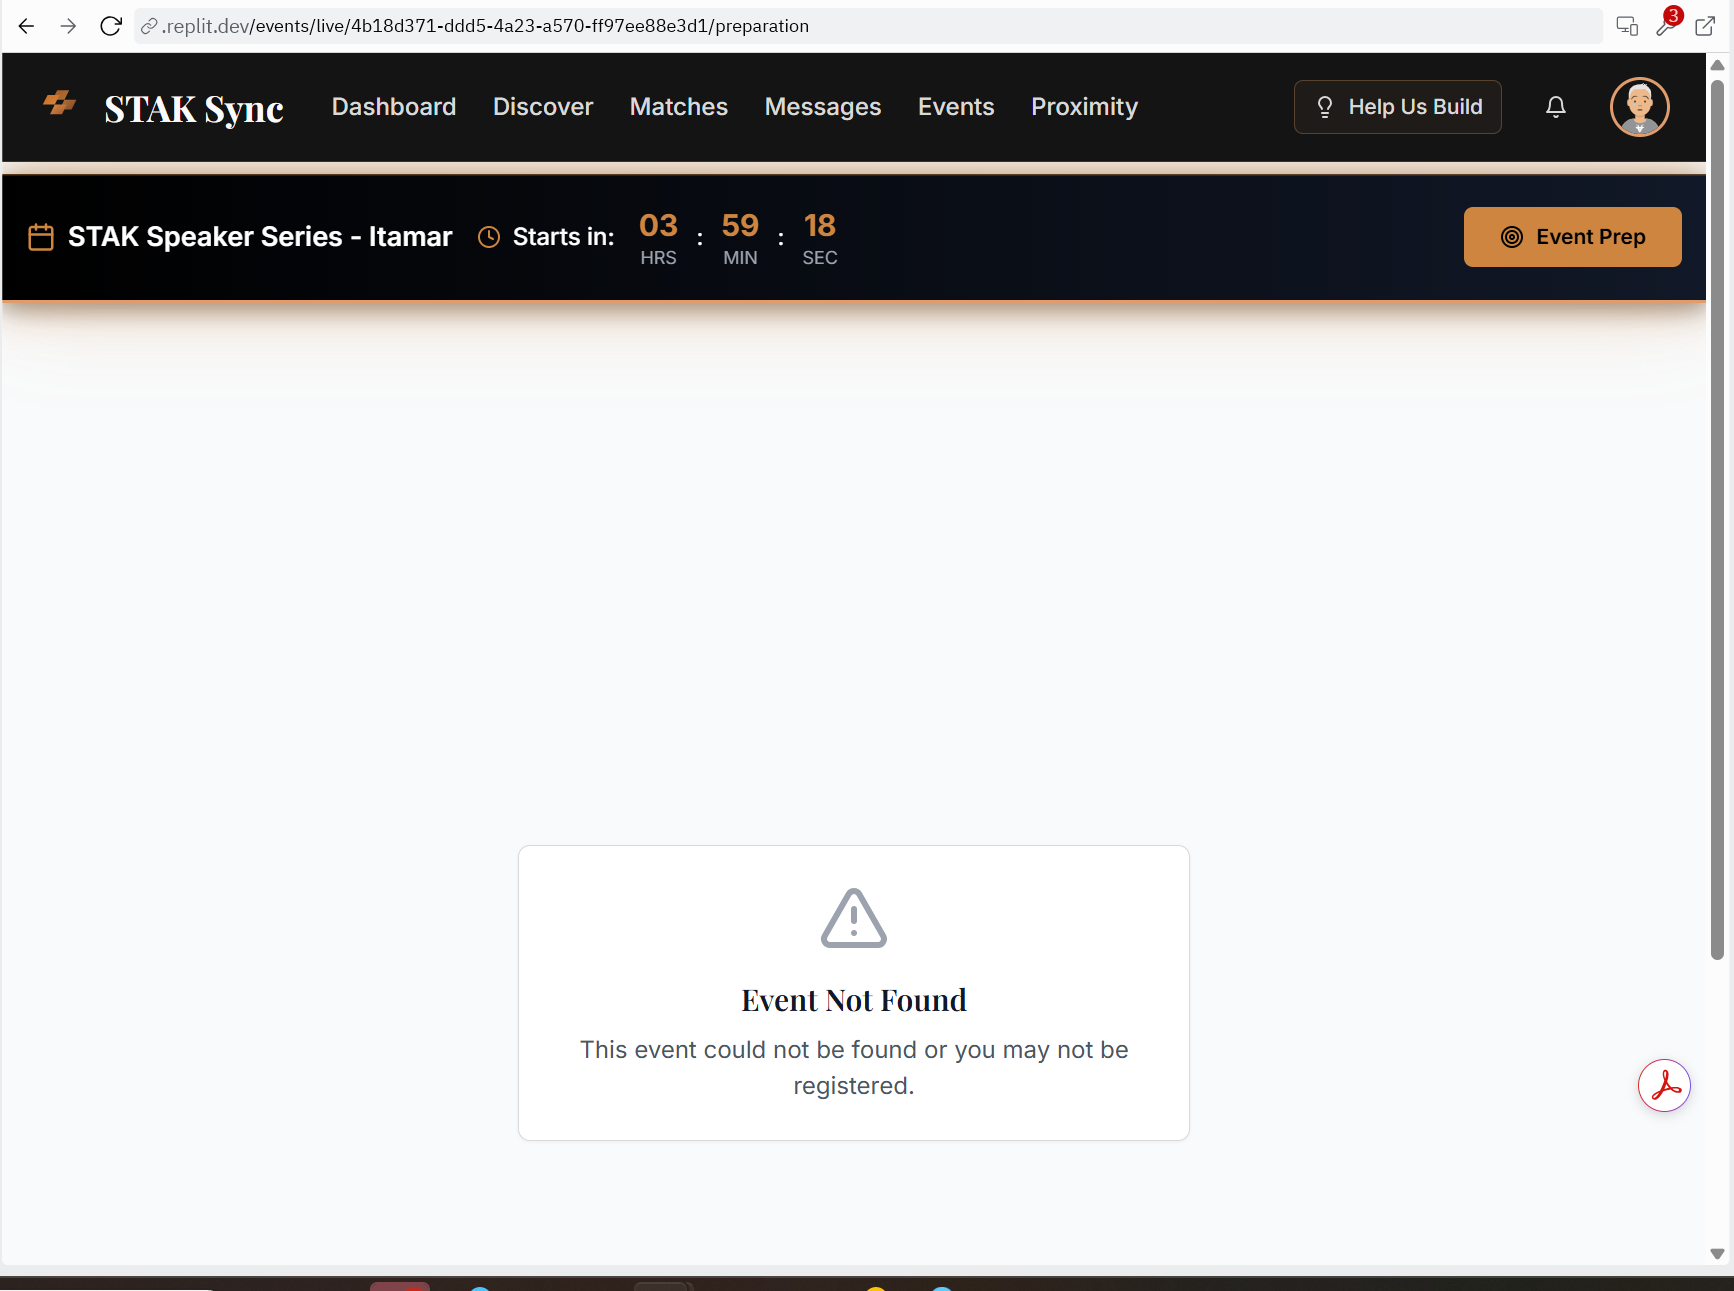 .replit.dev/events/live/4b18d371-ddd5-4a23-a570-ff97ee88e3d1/preparation
3
STAK Sync Dashboard Discover Matches Messages Events Proximity Help Us Build
STAK Speaker Series - Itamar Starts in: 03 : 59 : 18 Event Prep
HRS MIN SEC
Event Not Found
This event could not be found or you may not be
registered.